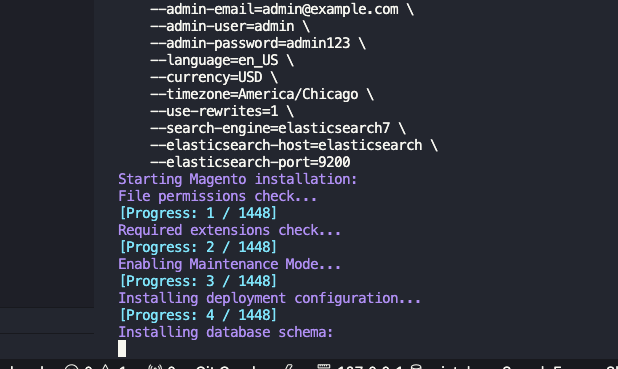 --admin-email=admin@example.com \
--admin-user=admin \
--admin-password=admin123 \
--language=en_US \
--currency=USD \
--timezone=America/Chicago \
--use-rewrites=1 \
--search-engine=elasticsearch7 \
--elasticsearch-host=elasticsearch \
--elasticsearch-port=9200
Starting Magento installation:
File permissions check...
[Progress: 1 / 1448]
Required extensions check...
[Progress: 2 / 1448]
Enabling Maintenance Mode...
[Progress: 3 / 1448]
Installing deployment configuration...
[Progress: 4 / 1448]
Installing database schema: